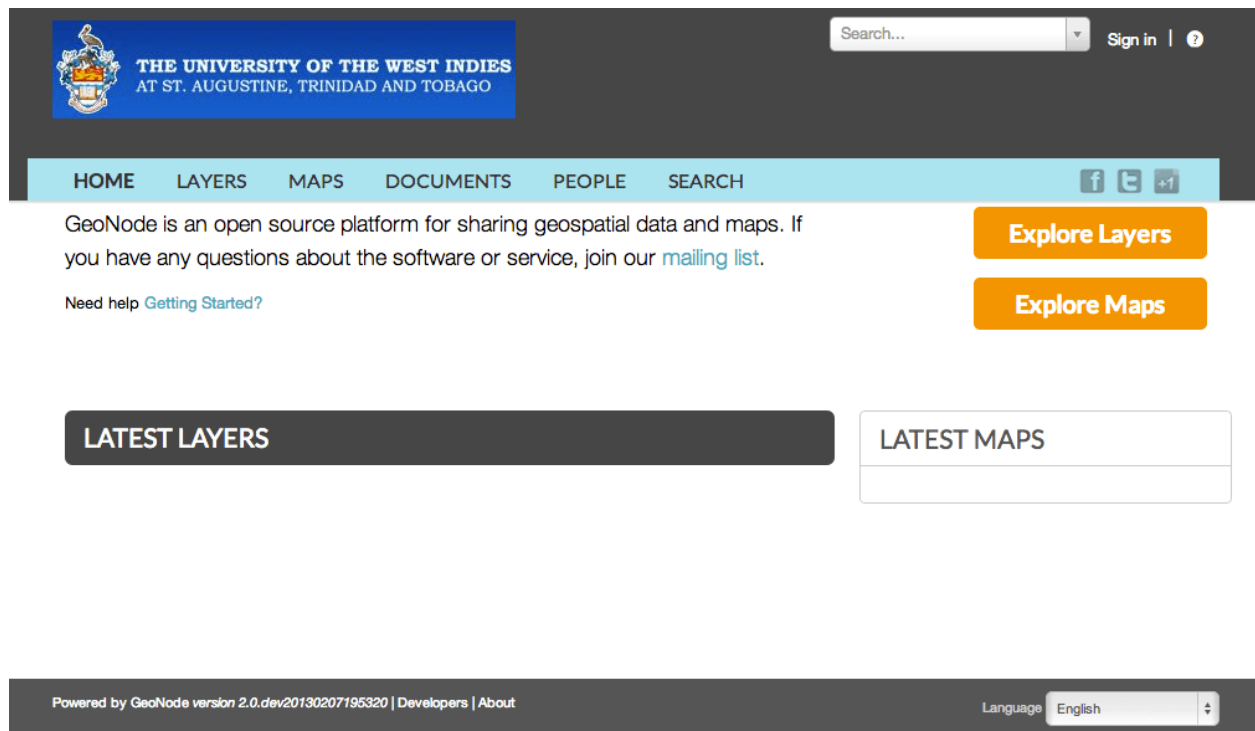 THE UNIVERSITY OF THE WEST INDIES
AT ST. AUGUSTINE, TRINIDAD AND TOBAGO
Search...
Sign in | ?
HOME LAYERS MAPS DOCUMENTS PEOPLE SEARCH
f t +1
GeoNode is an open source platform for sharing geospatial data and maps. If
you have any questions about the software or service, join our mailing list.
Need help Getting Started?
Explore Layers
Explore Maps
LATEST LAYERS
LATEST MAPS
Powered by GeoNode version 2.0.dev20130207195320 | Developers | About
Language English